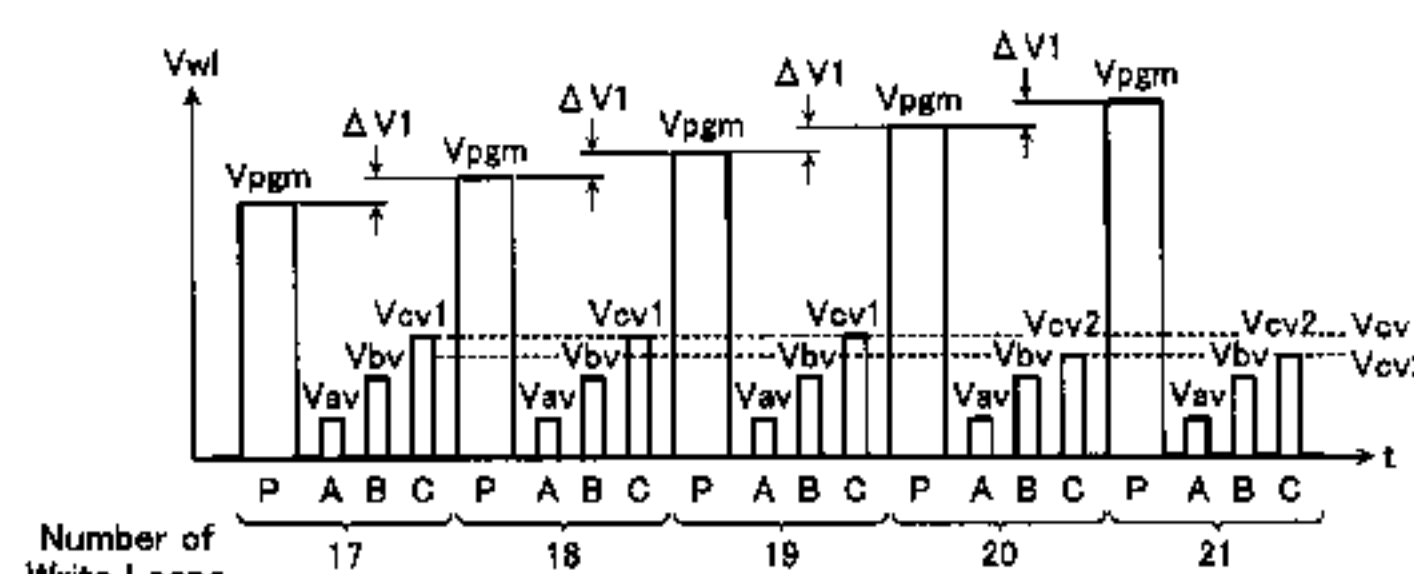 Vwl
ΔV1 ΔV1 ΔV1 ΔV1
Vpgm Vpgm Vpgm Vpgm Vpgm
Vcv1 Vcv1 Vcv1 Vcv2 Vcv2 Vcv
Vbv Vbv Vbv Vbv Vbv
Vav Vav Vav Vav Vav
t
P A B C P A B C P A B C P A B C P A B C
Number of 17 18 19 20 21